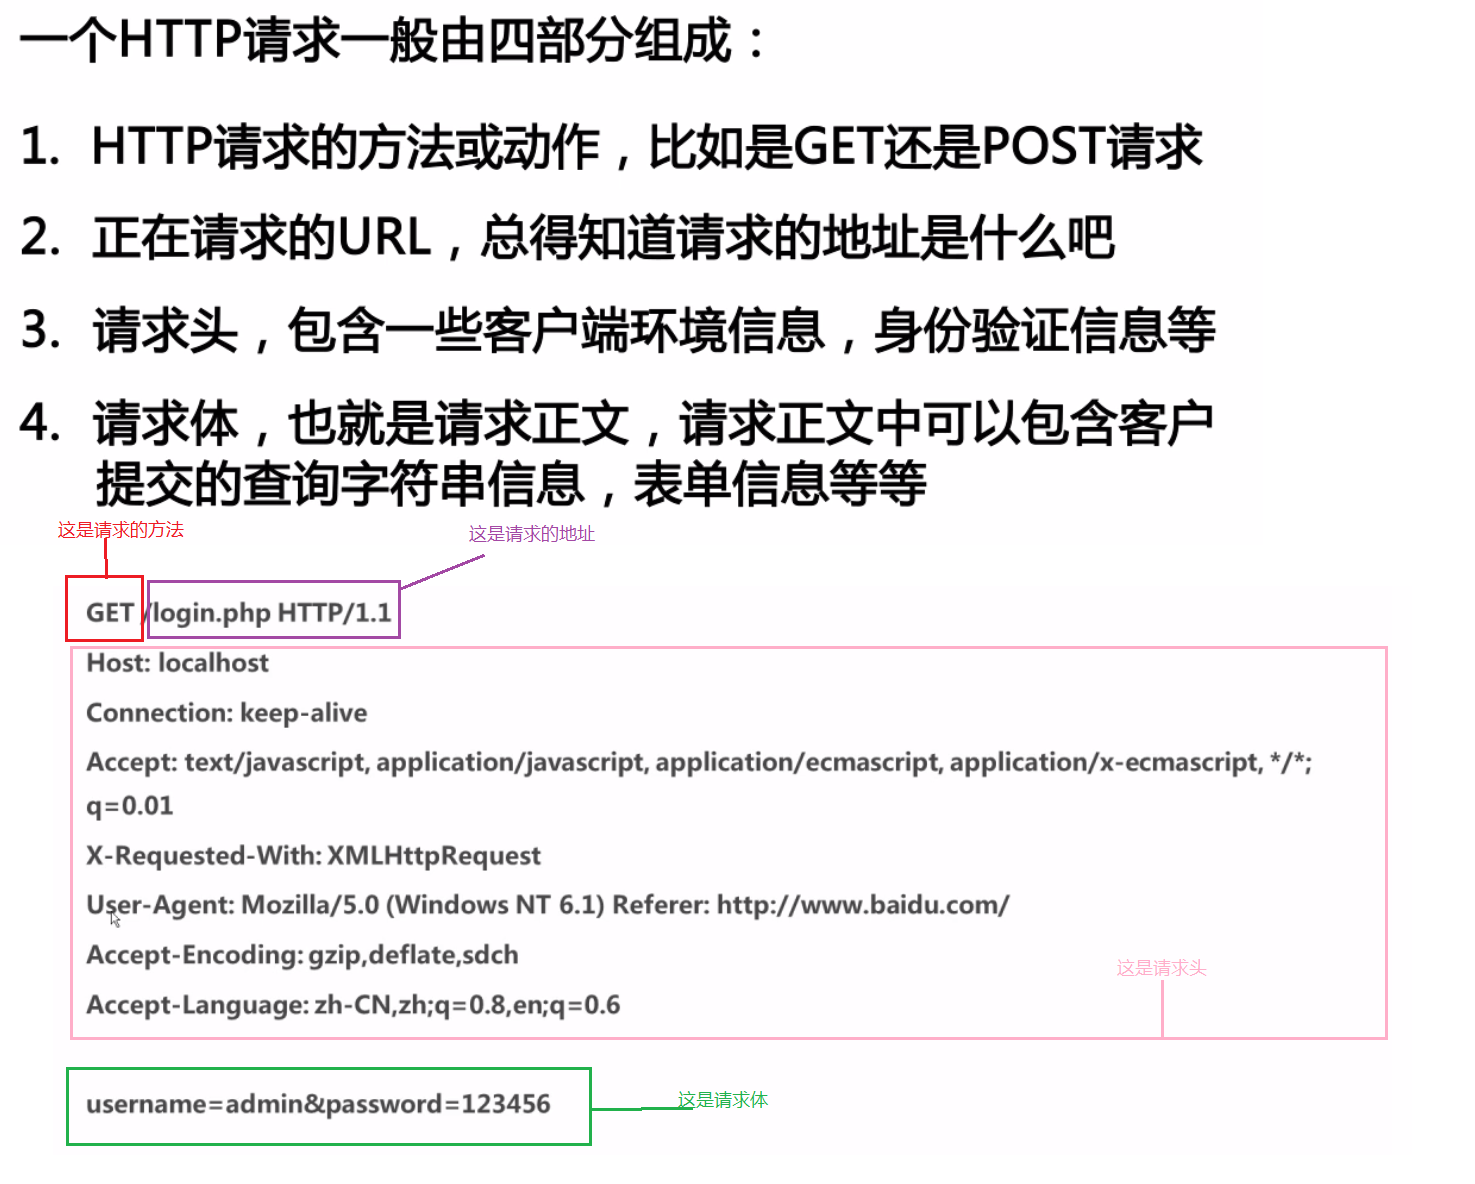 一个HTTP请求一般由四部分组成：
1. HTTP请求的方法或动作，比如是GET还是POST请求
2. 正在请求的URL，总得知道请求的地址是什么吧
3. 请求头，包含一些客户端环境信息，身份验证信息等
4. 请求体，也就是请求正文，请求正文中可以包含客户
提交的查询字符串信息，表单信息等等
这是请求的方法
这是请求的地址
GET /login.php HTTP/1.1
Host: localhost
Connection: keep-alive
Accept: text/javascript, application/javascript, application/ecmascript, application/x-ecmascript, */*;
q=0.01
X-Requested-With: XMLHttpRequest
User-Agent: Mozilla/5.0 (Windows NT 6.1) Referer: http://www.baidu.com/
Accept-Encoding: gzip,deflate,sdch
这是请求头
Accept-Language: zh-CN,zh;q=0.8,en;q=0.6
username=admin&password=123456
这是请求体